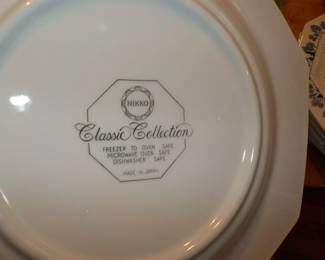 NIKKO
Classic Collection
FREEZER TO OVEN SAFE
MICROWAVE OVEN SAFE
DISHWASHER SAFE
MADE IN JAPAN